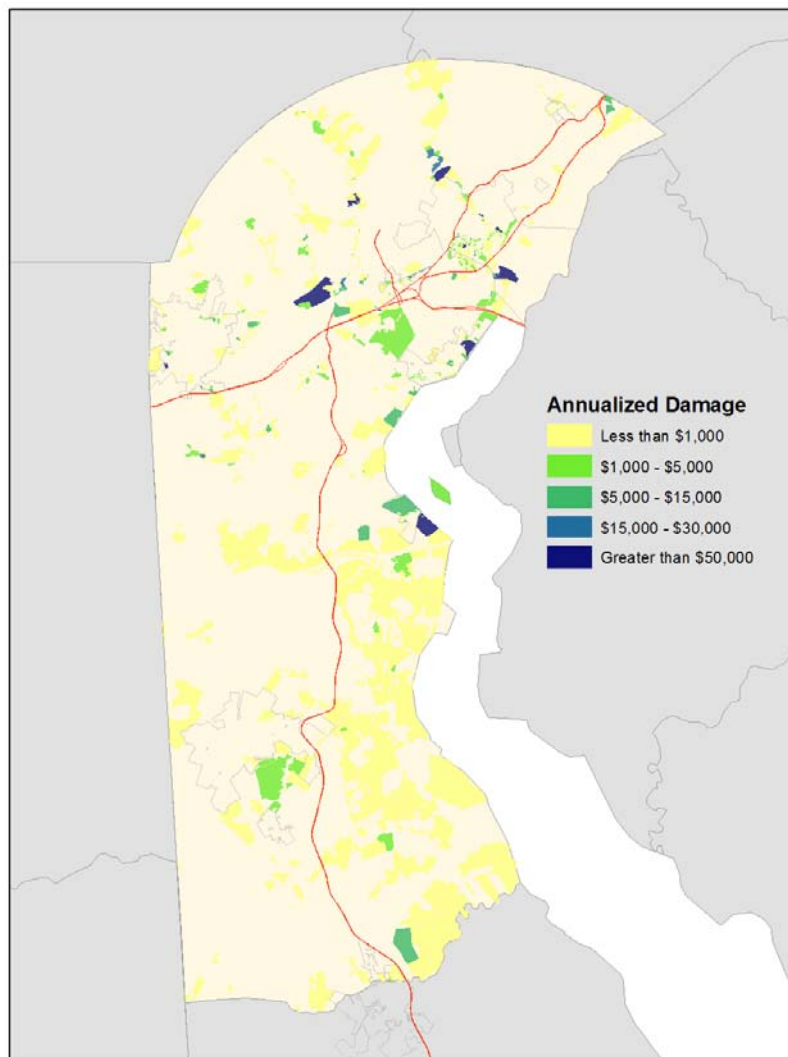 Annualized Damage
Less than $1,000
$1,000 - $5,000
$5,000 - $15,000
$15,000 - $30,000
Greater than $50,000